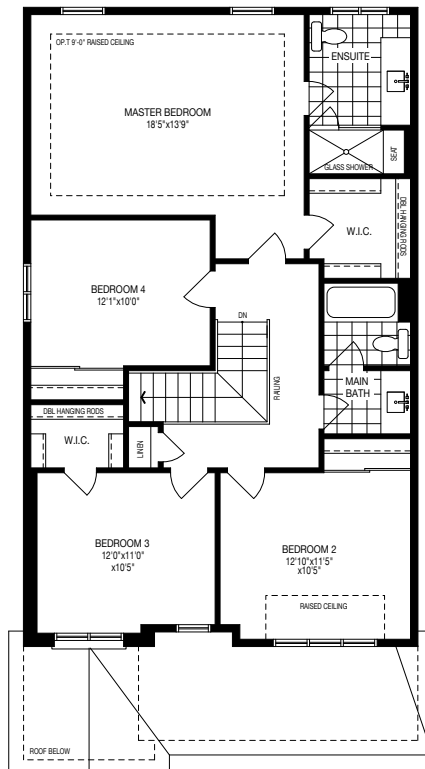 OP.T 9'-0" RAISED CEILING
ENSUITE
MASTER BEDROOM
18'5"x13'9"
GLASS SHOWER
SEAT
W.I.C.
DBL HANGING RODS
BEDROOM 4
12'1"x10'0"
DN
RAILING
MAIN
BATH
DBL HANGING RODS
W.I.C.
LINEN
BEDROOM 3
12'0"x11'0"
x10'5"
BEDROOM 2
12'10"x11'5"
x10'5"
RAISED CEILING
ROOF BELOW